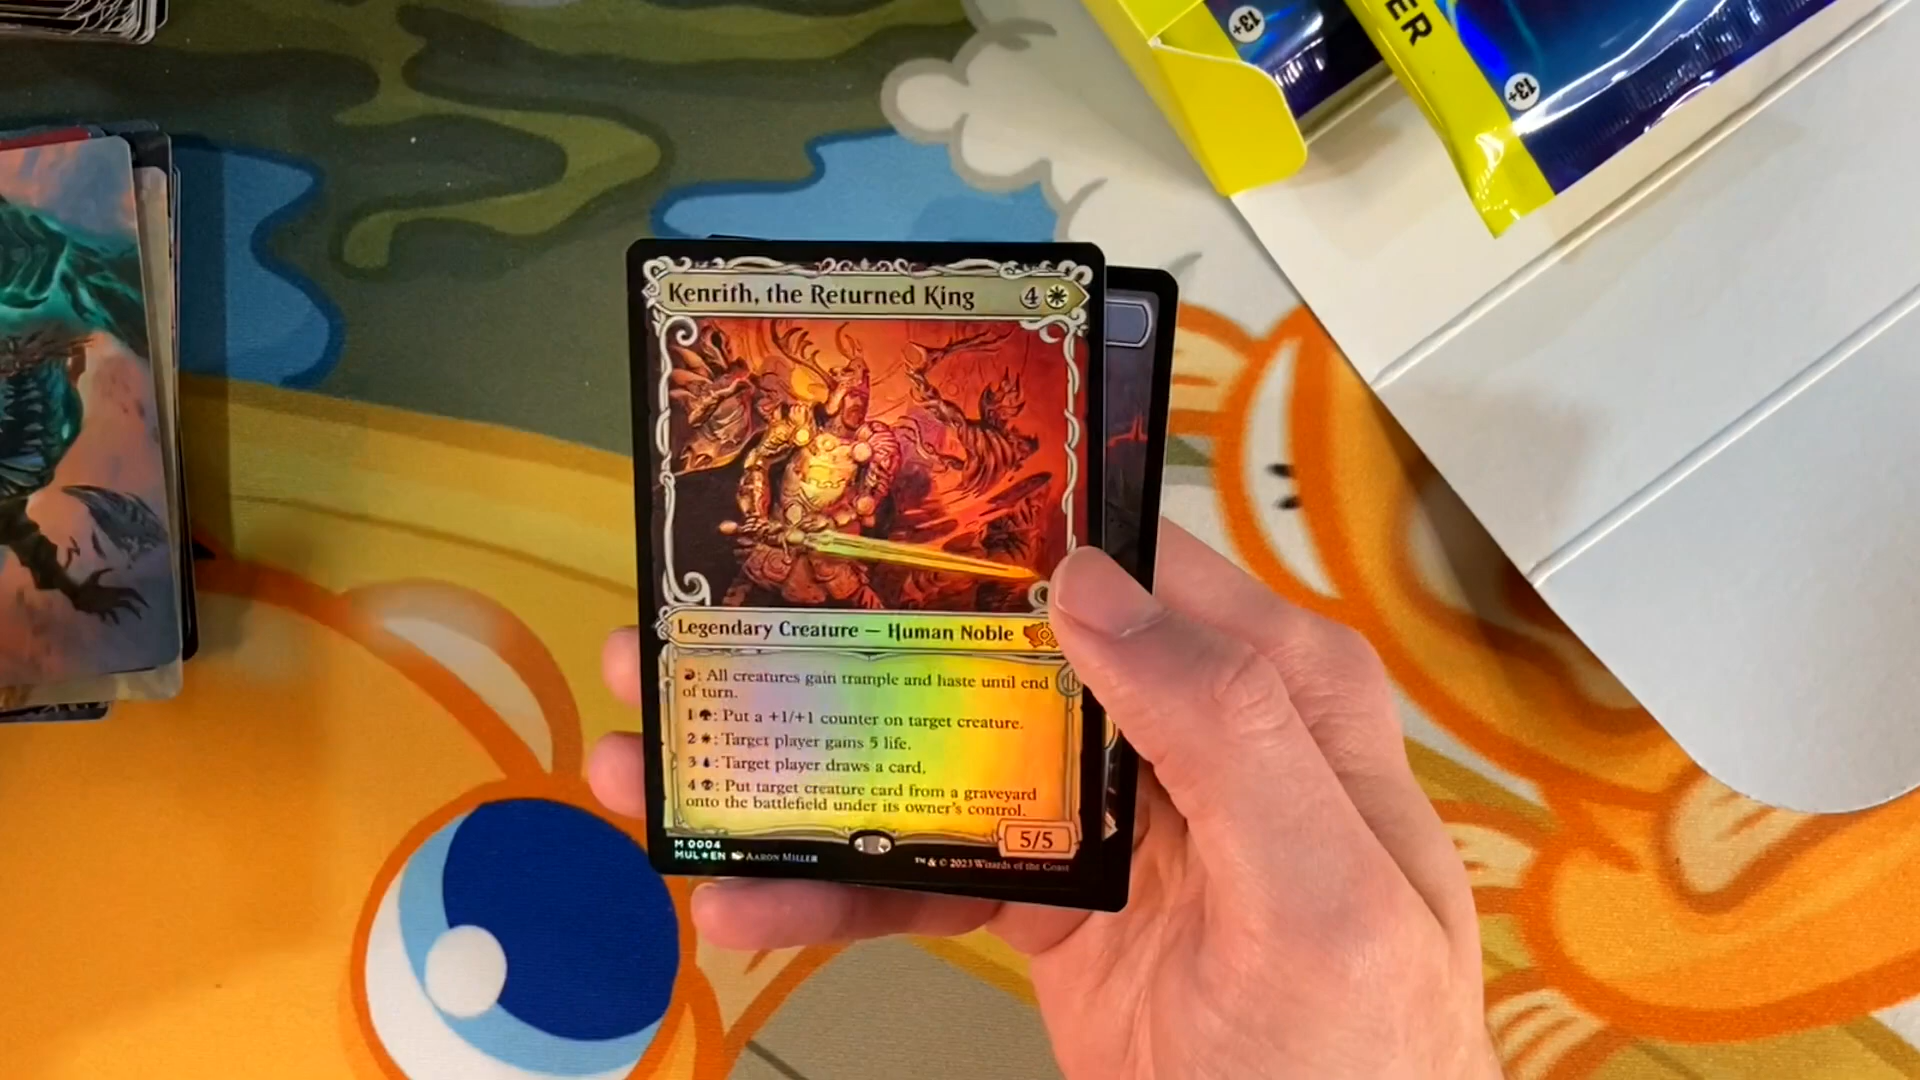 ER
13+
13+
Kenrith, the Returned King 4
Legendary Creature — Human Noble
: All creatures gain trample and haste until end
of turn.
1 : Put a +1/+1 counter on target creature.
2 : Target player gains 5 life.
3 : Target player draws a card.
4 : Put target creature card from a graveyard
onto the battlefield under its owner's control.
5/5
M 0004
MUL★EN AARON MILLER
™ & © 2023 Wizards of the Coast